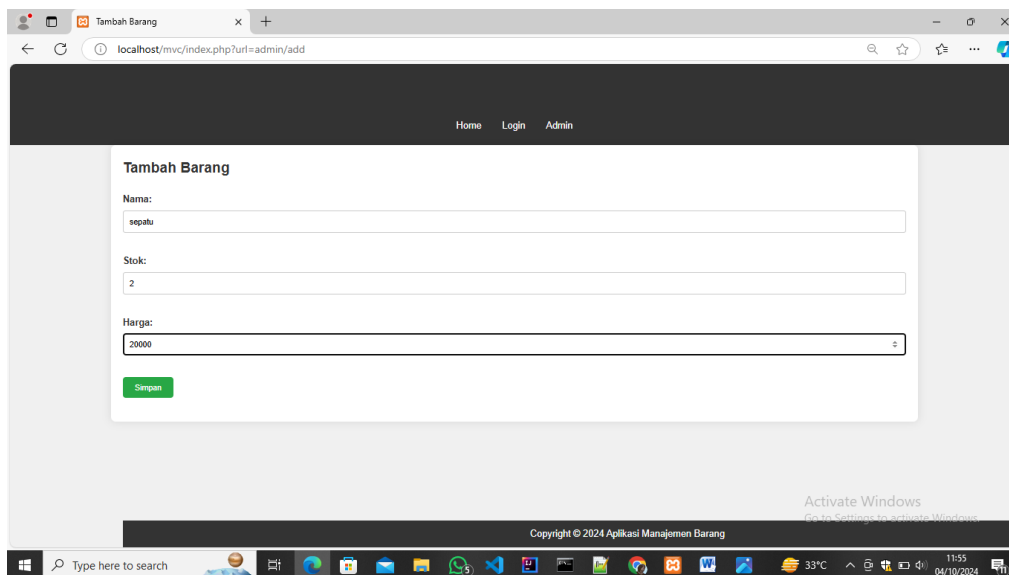 Tambah Barang
localhost/mvc/index.php?url=admin/add
Home Login Admin
Tambah Barang
Nama:
sepatu
Stok:
2
Harga:
20000
Simpan
Activate Windows
Go to Settings to activate Windows.
Copyright © 2024 Aplikasi Manajemen Barang
Type here to search
5
33°C
11:55
04/10/2024